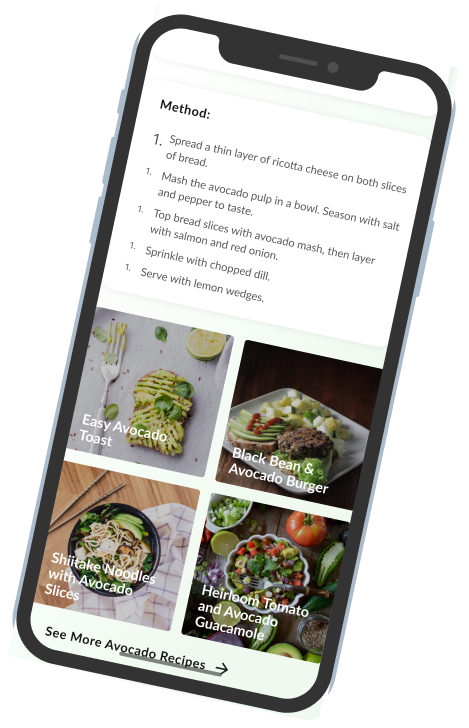 Method:
1. Spread a thin layer of ricotta cheese on both slices
of bread.
1. Mash the avocado pulp in a bowl. Season with salt
and pepper to taste.
1. Top bread slices with avocado mash, then layer
with salmon and red onion.
1. Sprinkle with chopped dill.
1. Serve with lemon wedges.
Easy Avocado
Toast
Black Bean &
Avocado Burger
Shiitake Noodles
with Avocado
Slices
Heirloom Tomato
and Avocado
Guacamole
See More Avocado Recipes →